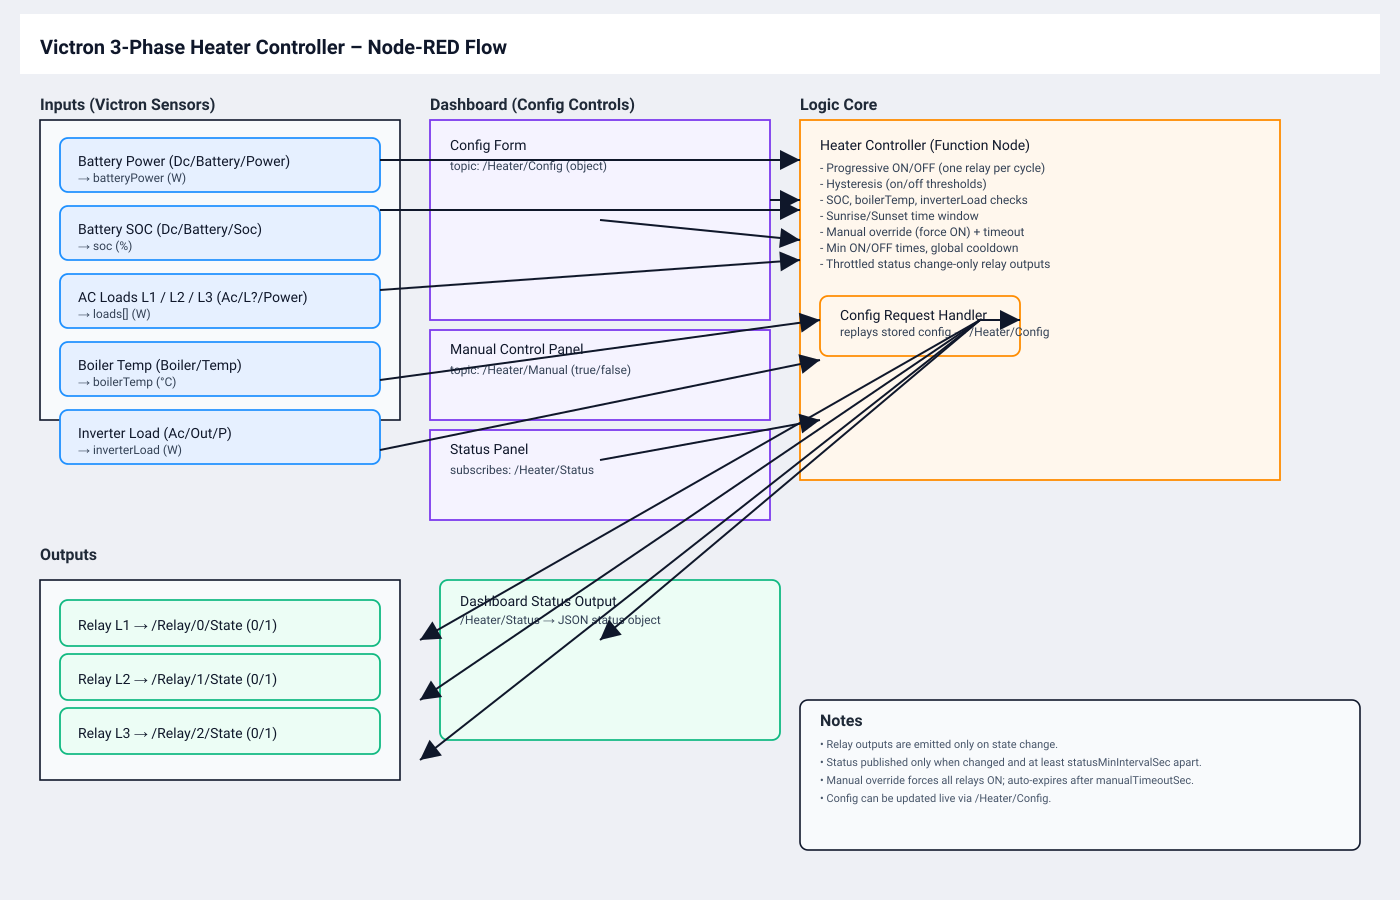 Victron 3-Phase Heater Controller – Node-RED Flow
Inputs (Victron Sensors)
Battery Power (Dc/Battery/Power)
→ batteryPower (W)
Battery SOC (Dc/Battery/Soc)
→ soc (%)
AC Loads L1 / L2 / L3 (Ac/L?/Power)
→ loads[] (W)
Boiler Temp (Boiler/Temp)
→ boilerTemp (°C)
Inverter Load (Ac/Out/P)
→ inverterLoad (W)
Dashboard (Config Controls)
Config Form
topic: /Heater/Config (object)
Manual Control Panel
topic: /Heater/Manual (true/false)
Status Panel
subscribes: /Heater/Status
Logic Core
Heater Controller (Function Node)
- Progressive ON/OFF (one relay per cycle)
- Hysteresis (on/off thresholds)
- SOC, boilerTemp, inverterLoad checks
- Sunrise/Sunset time window
- Manual override (force ON) + timeout
- Min ON/OFF times, global cooldown
- Throttled status change-only relay outputs
Config Request Handler
replays stored config → /Heater/Config
Outputs
Relay L1 → /Relay/0/State (0/1)
Relay L2 → /Relay/1/State (0/1)
Relay L3 → /Relay/2/State (0/1)
Dashboard Status Output
/Heater/Status → JSON status object
Notes
• Relay outputs are emitted only on state change.
• Status published only when changed and at least statusMinIntervalSec apart.
• Manual override forces all relays ON; auto-expires after manualTimeoutSec.
• Config can be updated live via /Heater/Config.